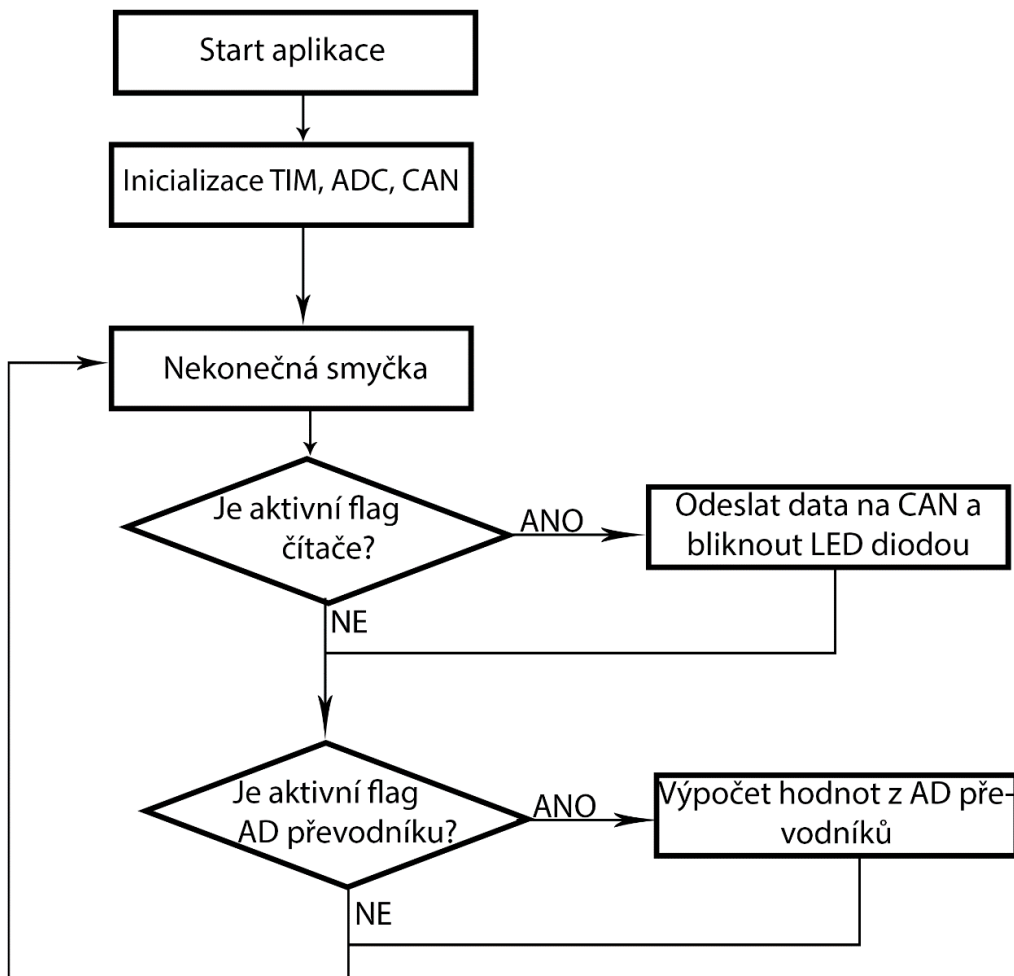 Start aplikace
Inicializace TIM, ADC, CAN
Nekonečná smyčka
Je aktivní flag
čítače?
ANO
Odeslat data na CAN a
bliknout LED diodou
NE
Je aktivní flag
AD převodníku?
ANO
Výpočet hodnot z AD pře-
vodníků
NE